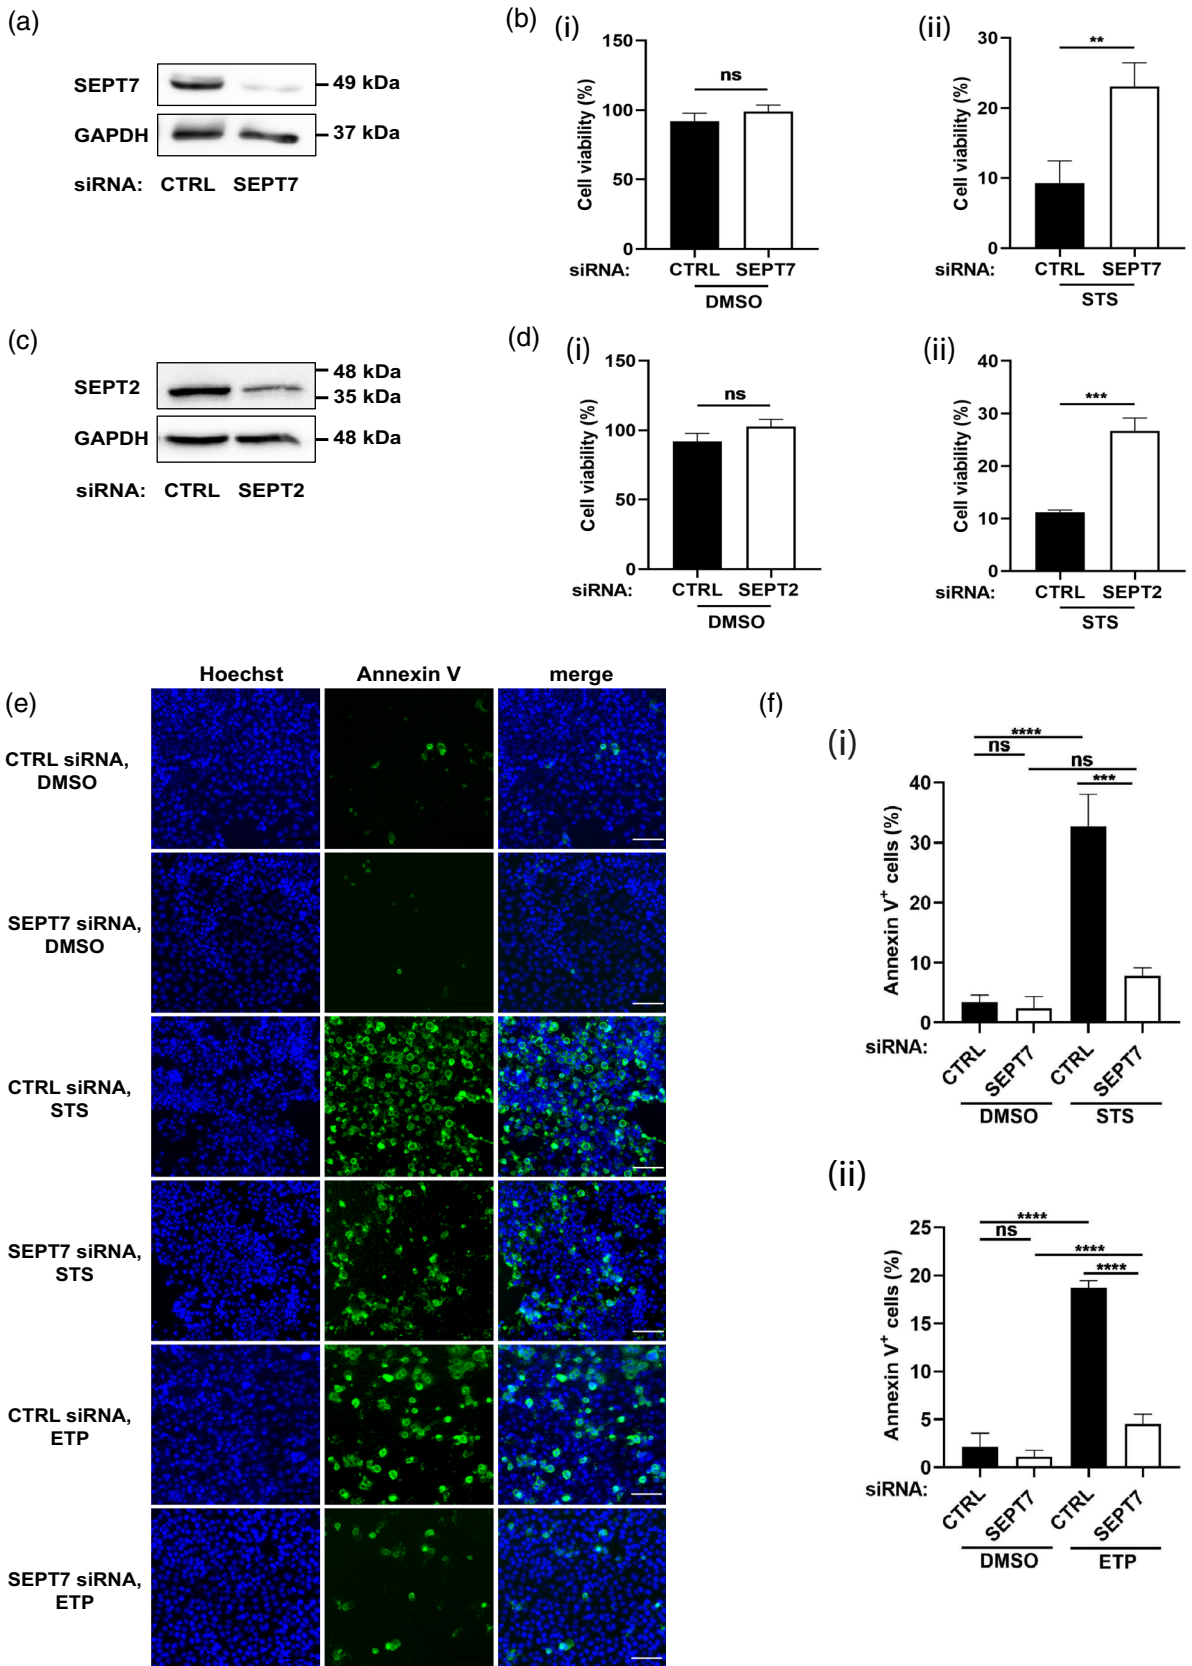 (a)
SEPT7
49 kDa
GAPDH
37 kDa
siRNA: CTRL SEPT7
(b)
(i)
150
100
50
0
Cell viability (%)
ns
siRNA: CTRL SEPT7
DMSO
(ii)
30
20
10
0
Cell viability (%)
**
siRNA: CTRL SEPT7
STS
(c)
SEPT2
48 kDa
35 kDa
GAPDH
48 kDa
siRNA: CTRL SEPT2
(d)
(i)
150
100
50
0
Cell viability (%)
ns
siRNA: CTRL SEPT2
DMSO
(ii)
40
30
20
10
0
Cell viability (%)
***
siRNA: CTRL SEPT2
STS
(e)
Hoechst Annexin V merge
CTRL siRNA,
DMSO
SEPT7 siRNA,
DMSO
CTRL siRNA,
STS
SEPT7 siRNA,
STS
CTRL siRNA,
ETP
SEPT7 siRNA,
ETP
(f)
(i)
****
ns
ns
***
40
30
20
10
0
Annexin V+ cells (%)
siRNA: CTRL SEPT7 CTRL SEPT7
DMSO STS
(ii)
****
ns
****
****
25
20
15
10
5
0
Annexin V+ cells (%)
siRNA: CTRL SEPT7 CTRL SEPT7
DMSO ETP